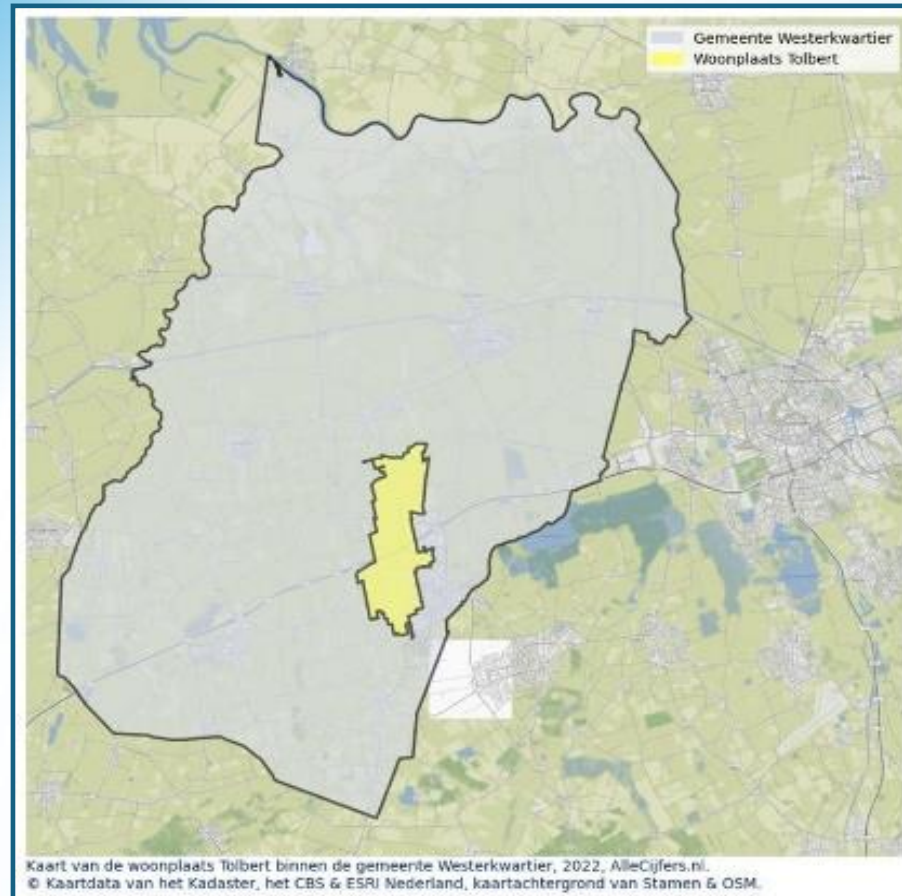 Gemeente Westerkwartier
Woonplaats Tolbert
Kaart van de woonplaats Tolbert binnen de gemeente Westerkwartier, 2022, AlleCijfers.nl.
© Kaartdata van het Kadaster, het CBS & ESRI Nederland, kaartachtergrond van Stamen & OSM.